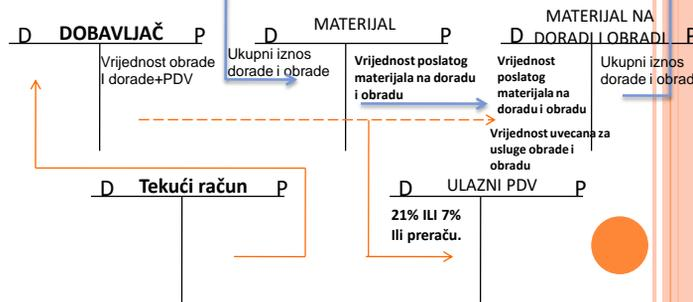 D DOBAVLJAČ P
Vrijednost obrade
I dorade+PDV
D MATERIJAL P
Ukupni iznos
dorade i obrade
Vrijednost poslatog
materijala na doradu
i obradu
MATERIJAL NA
D DORADI I OBRADI P
Vrijednost
poslatog
materijala na
doradu i obradu
Vrijednost uvecana za
usluge obrade i
obradu
Ukupni iznos
dorade i obrad
D Tekući račun P
D ULAZNI PDV P
21% ILI 7%
Ili preraču.